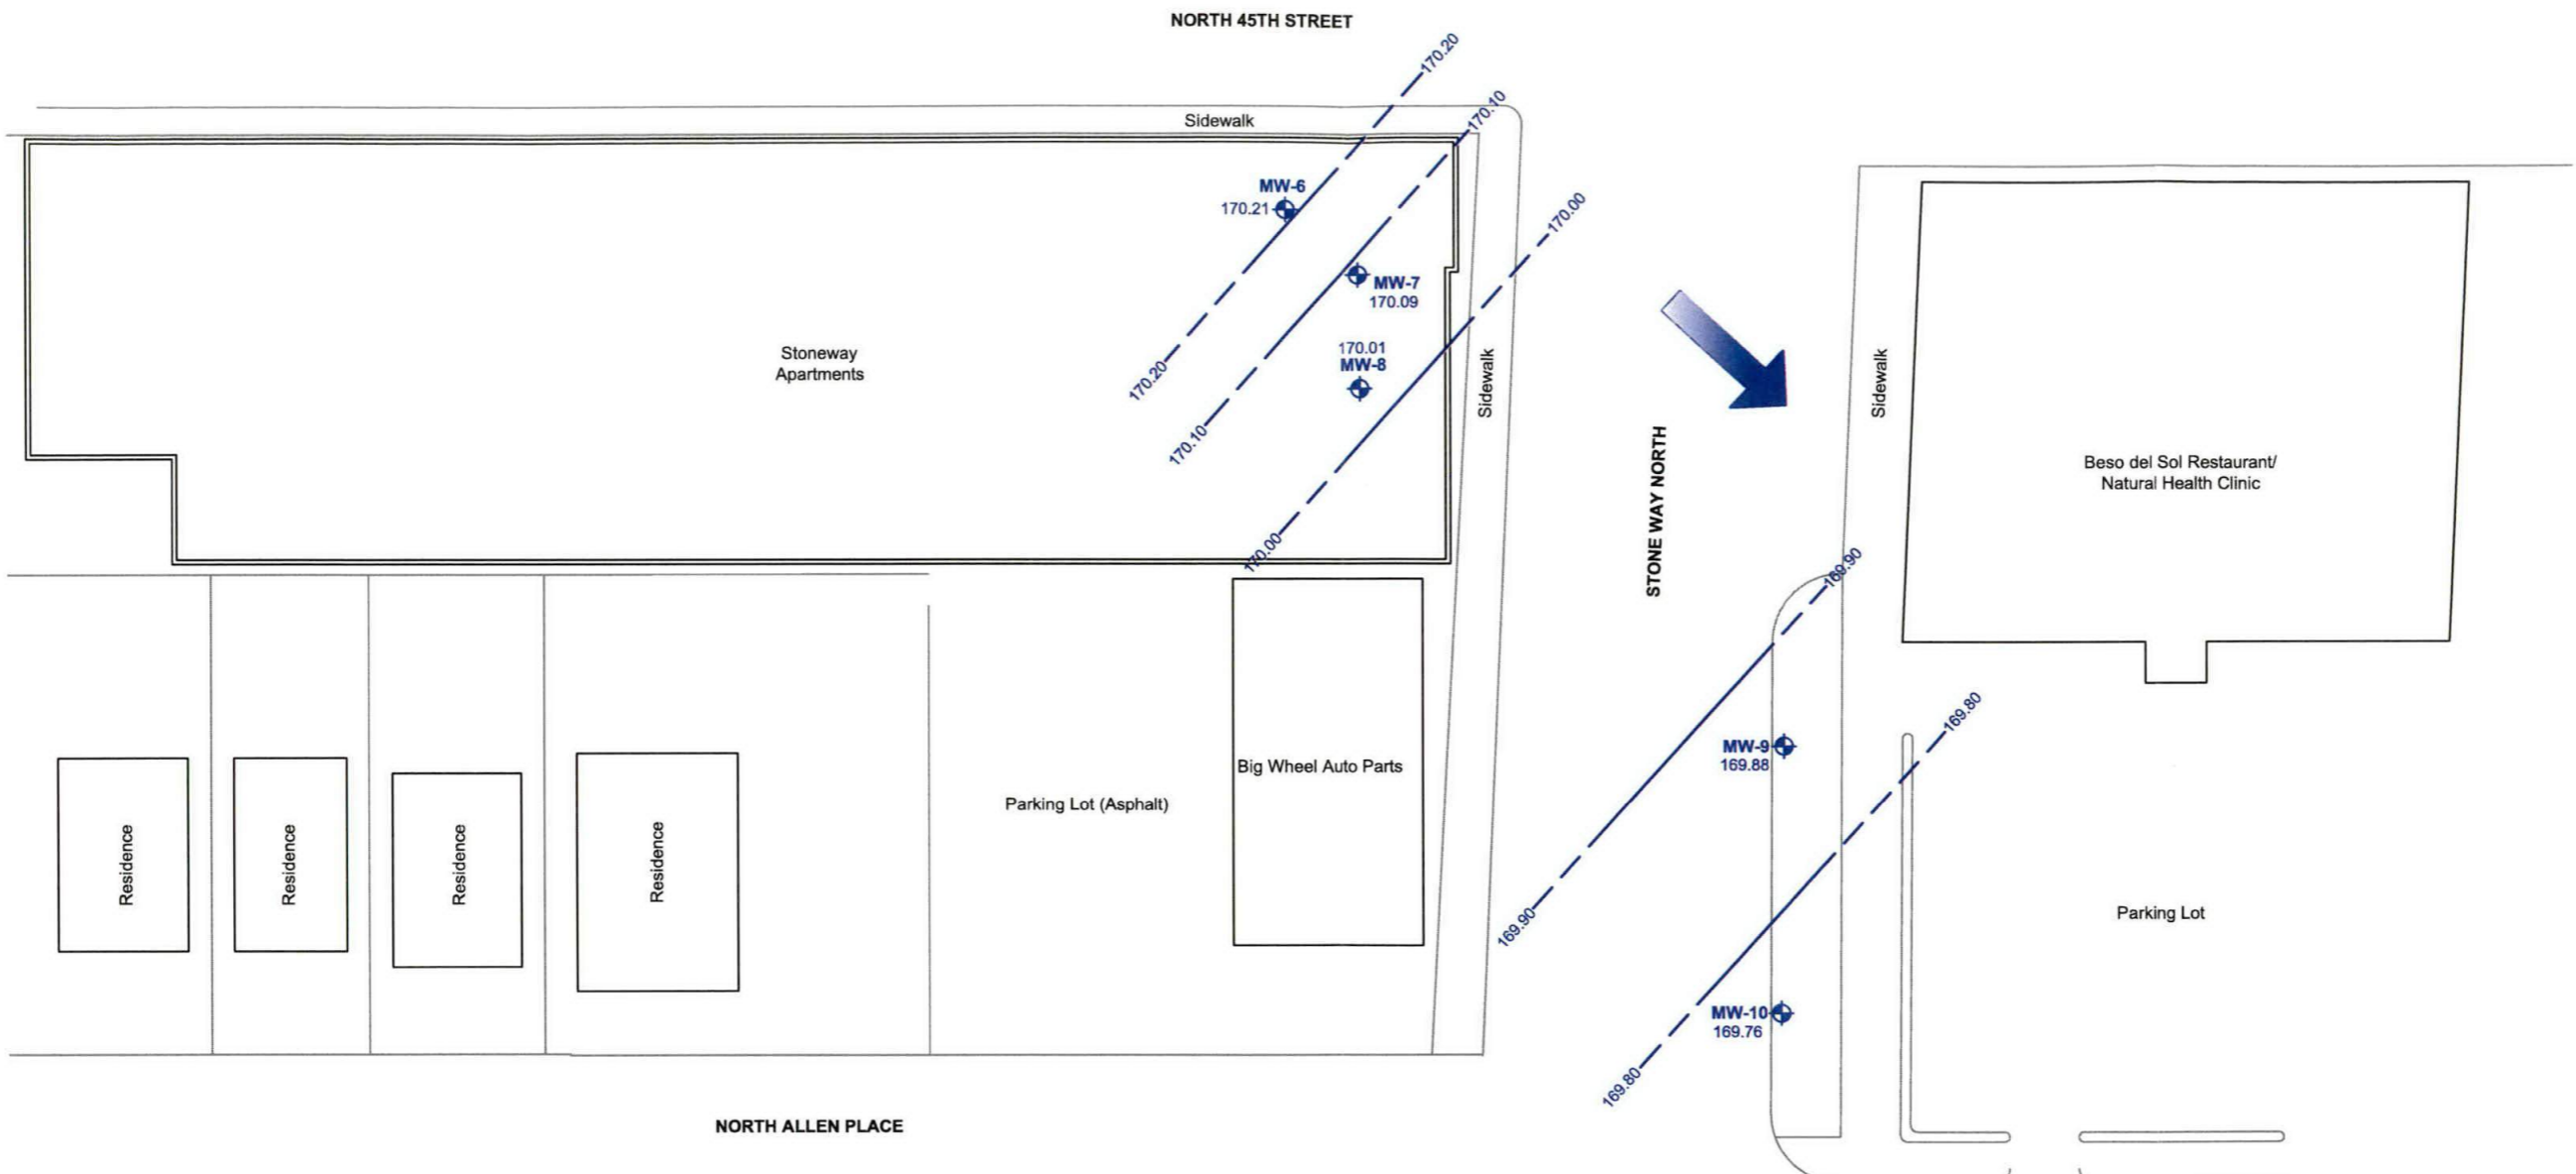 NORTH 45TH STREET
170.20
170.10
Sidewalk
MW-6
170.21
170.00
MW-7
170.09
170.01
MW-8
Stoneway
Apartments
170.20
170.10
170.00
Sidewalk
STONE WAY NORTH
Sidewalk
Beso del Sol Restaurant/
Natural Health Clinic
169.90
169.80
MW-9
169.88
Big Wheel Auto Parts
Parking Lot (Asphalt)
Residence
Residence
Residence
Residence
169.90
Parking Lot
MW-10
169.76
169.80
NORTH ALLEN PLACE